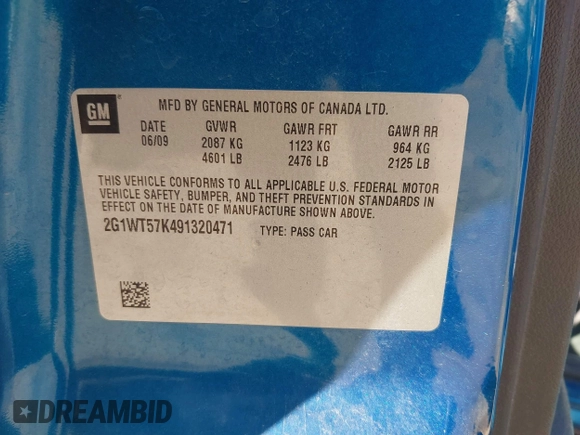 GM
MFD BY GENERAL MOTORS OF CANADA LTD.
DATE GVWR GAWR FRT GAWR RR
06/09 2087 KG 1123 KG 964 KG
4601 LB 2476 LB 2125 LB
THIS VEHICLE CONFORMS TO ALL APPLICABLE U.S. FEDERAL MOTOR
VEHICLE SAFETY, BUMPER, AND THEFT PREVENTION STANDARDS IN
EFFECT ON THE DATE OF MANUFACTURE SHOWN ABOVE.
2G1WT57K491320471 TYPE: PASS CAR
DREAMBID